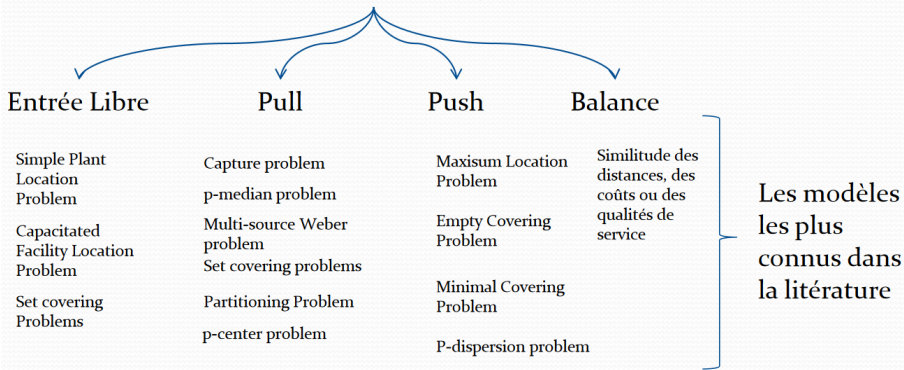 Entrée Libre
Pull
Push
Balance
Simple Plant
Location
Problem
Capacitated
Facility Location
Problem
Set covering
Problems
Capture problem
p-median problem
Multi-source Weber
problem
Set covering problems
Partitioning Problem
p-center problem
Maxisum Location
Problem
Empty Covering
Problem
Minimal Covering
Problem
P-dispersion problem
Similitude des
distances, des
coûts ou des
qualités de
service
Les modèles
les plus
connus dans
la litérature